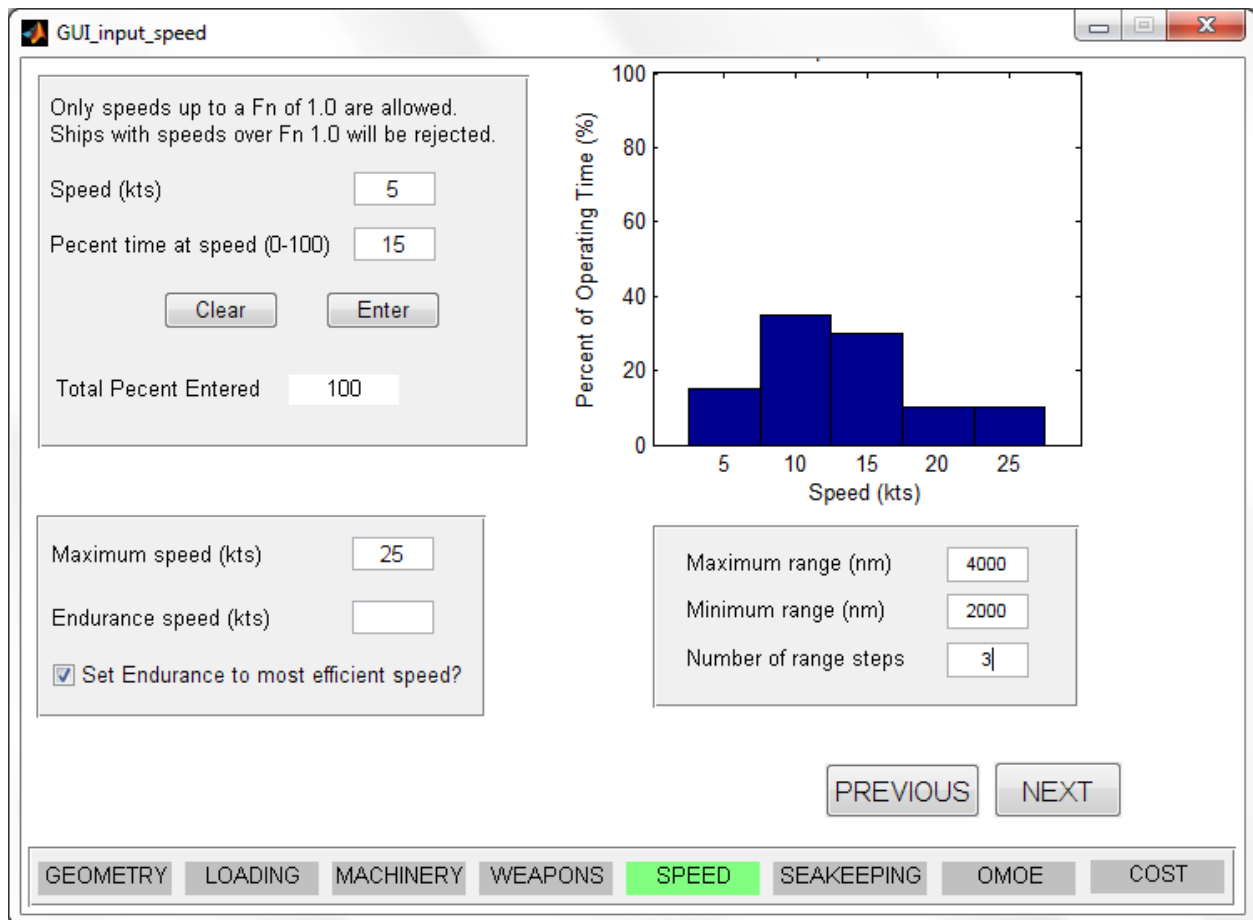 GUI_input_speed
Only speeds up to a Fn of 1.0 are allowed.
Ships with speeds over Fn 1.0 will be rejected.
Speed (kts) 5
Pecent time at speed (0-100) 15
Clear Enter
Total Pecent Entered 100
Percent of Operating Time (%)
100
80
60
40
20
0
5 10 15 20 25
Speed (kts)
Maximum speed (kts) 25
Endurance speed (kts)
Set Endurance to most efficient speed?
Maximum range (nm) 4000
Minimum range (nm) 2000
Number of range steps 3
PREVIOUS NEXT
GEOMETRY LOADING MACHINERY WEAPONS SPEED SEAKEEPING OMOE COST